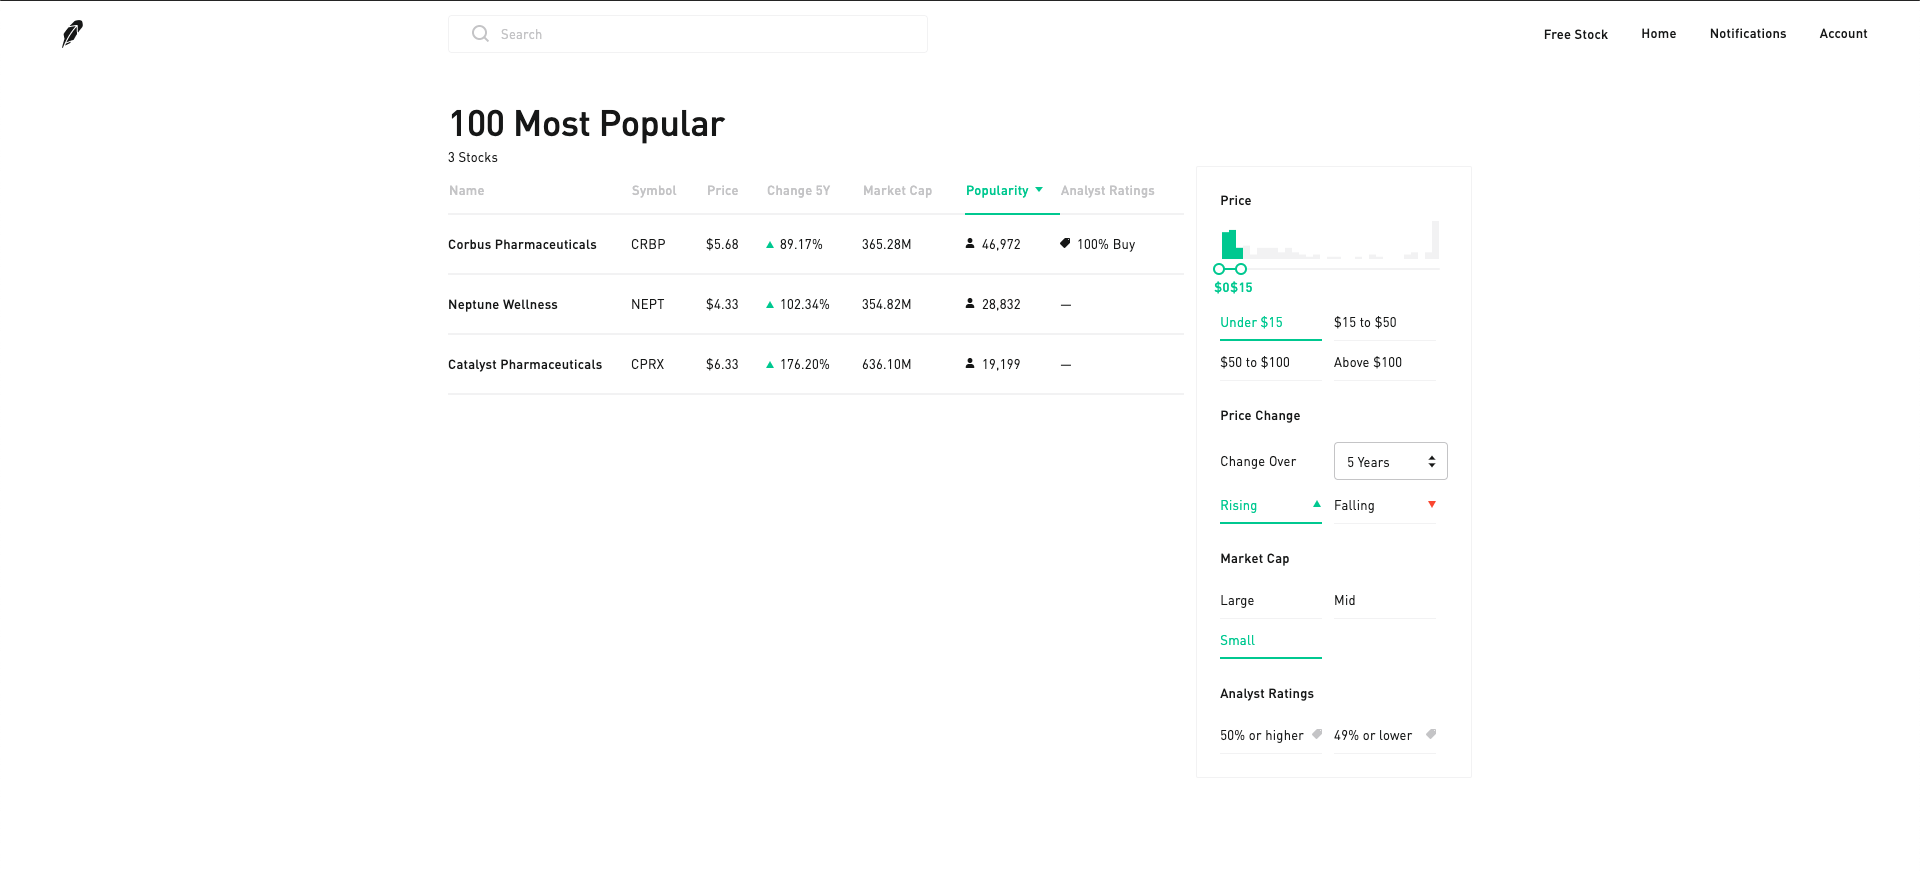 Search
Free Stock Home Notifications Account
100 Most Popular
3 Stocks
Name Symbol Price Change 5Y Market Cap Popularity Analyst Ratings
Corbus Pharmaceuticals CRBP $5.68 89.17% 365.28M 46,972 100% Buy
Neptune Wellness NEPT $4.33 102.34% 354.82M 28,832 —
Catalyst Pharmaceuticals CPRX $6.33 176.20% 636.10M 19,199 —
Price
$0$15
Under $15 $15 to $50
$50 to $100 Above $100
Price Change
Change Over 5 Years
Rising Falling
Market Cap
Large Mid
Small
Analyst Ratings
50% or higher 49% or lower